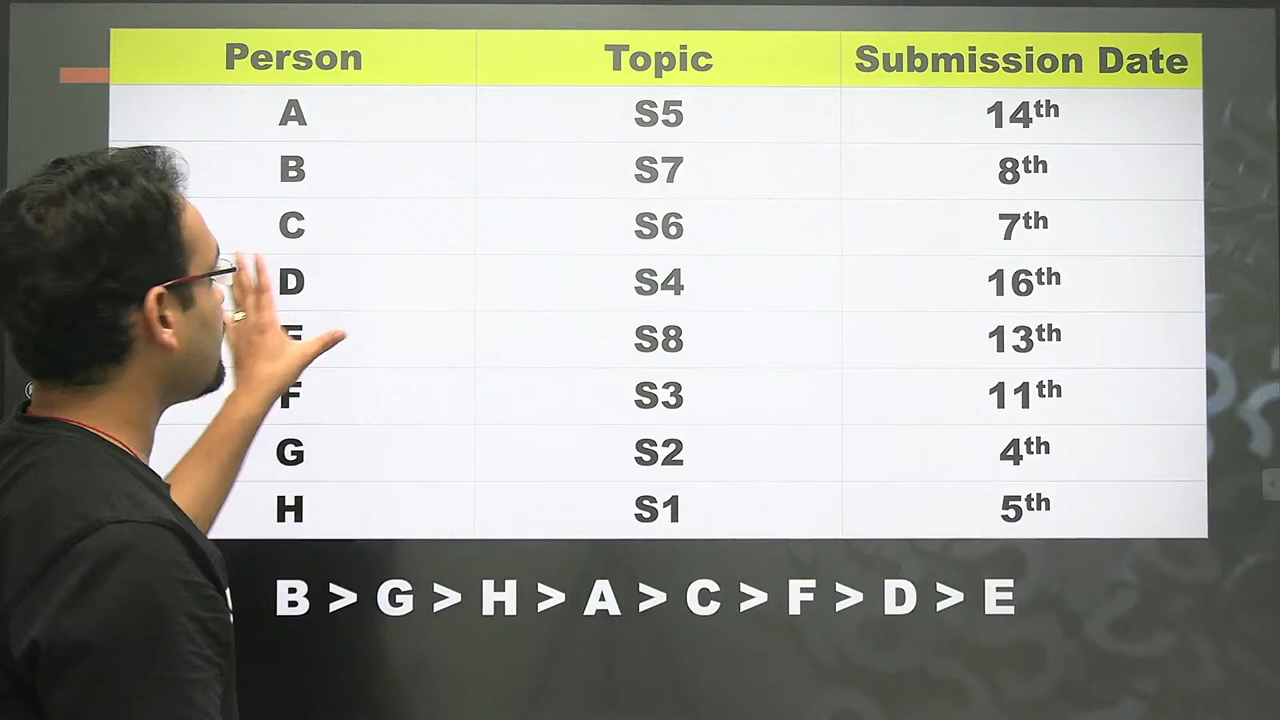 Person Topic Submission Date
A S5 14th
B S7 8th
C S6 7th
D S4 16th
E S8 13th
F S3 11th
G S2 4th
H S1 5th
B > G > H > A > C > F > D > E